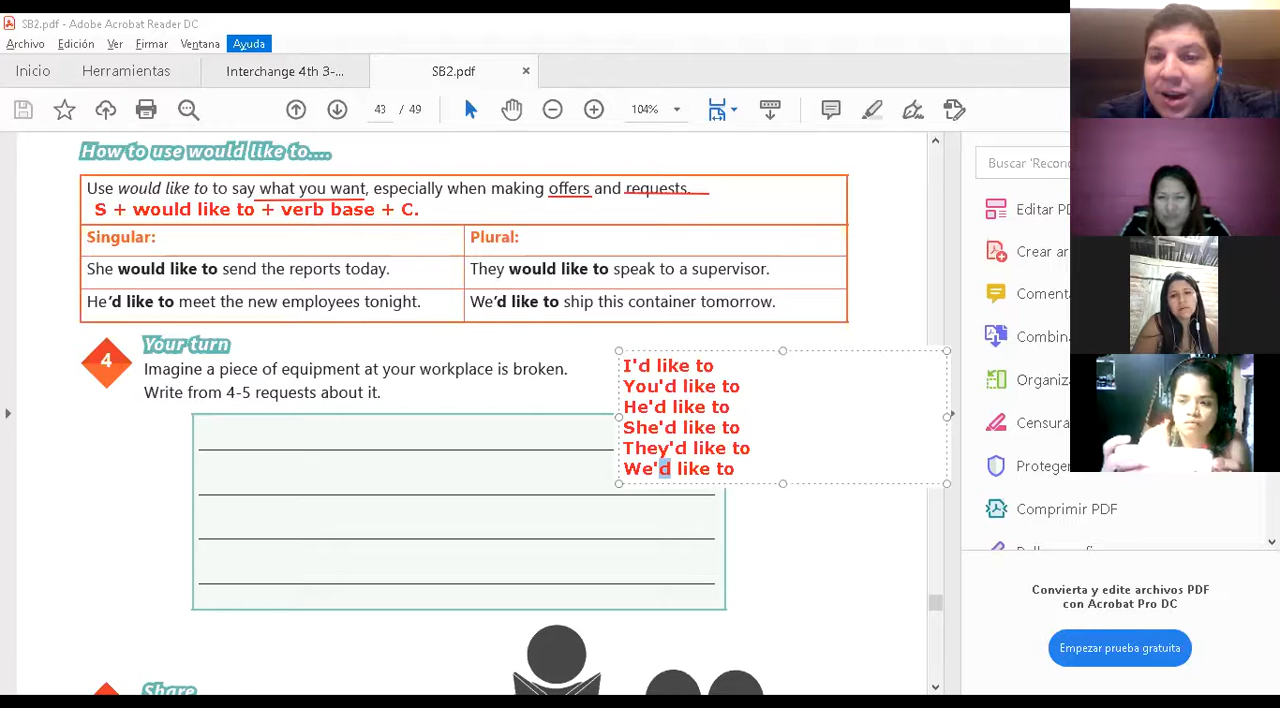 SB2.pdf - Adobe Acrobat Reader DC
Archivo Edición Ver Firmar Ventana Ayuda
Inicio Herramientas Interchange 4th 3-... SB2.pdf ×
43 / 49 104%
How to use would like to....
Use would like to to say what you want, especially when making offers and requests.
S + would like to + verb base + C.
Singular: Plural:
She would like to send the reports today. They would like to speak to a supervisor.
He'd like to meet the new employees tonight. We'd like to ship this container tomorrow.
4 Your turn
Imagine a piece of equipment at your workplace is broken.
Write from 4-5 requests about it.
I'd like to
You'd like to
He'd like to
She'd like to
They'd like to
We'd like to
Share
Buscar 'Recon
Editar PD
Crear ar
Comenta
Combin
Organiz
Censura
Proteger
Comprimir PDF
Convierta y edite archivos PDF
con Acrobat Pro DC
Empezar prueba gratuita